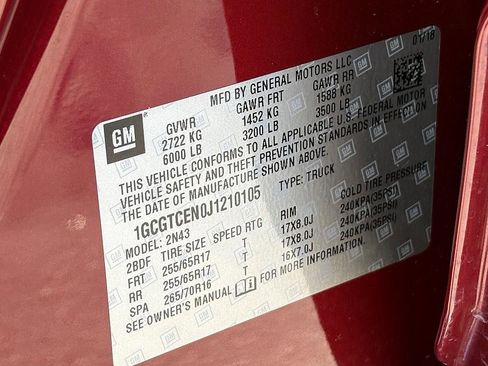 01/18
MFD BY GENERAL MOTORS LLC
GM
GVWR GAWR FRT GAWR RR
2722 KG 1452 KG 1588 KG
6000 LB 3200 LB 3500 LB
THIS VEHICLE CONFORMS TO ALL APPLICABLE U.S. FEDERAL MOTOR
VEHICLE SAFETY AND THEFT PREVENTION STANDARDS IN EFFECT ON
THE DATE OF MANUFACTURE SHOWN ABOVE.
1GCGTCEN0J1210105 TYPE: TRUCK
MODEL: 2N43
2BDF TIRE SIZE SPEED RTG RIM COLD TIRE PRESSURE
FRT 255/65R17 T 17X8.0J 240KPA(35PSI)
RR 255/65R17 T 17X8.0J 240KPA(35PSI)
SPA 265/70R16 T 16X7.0J 240KPA(35PSI)
SEE OWNER'S MANUAL FOR MORE INFORMATION.